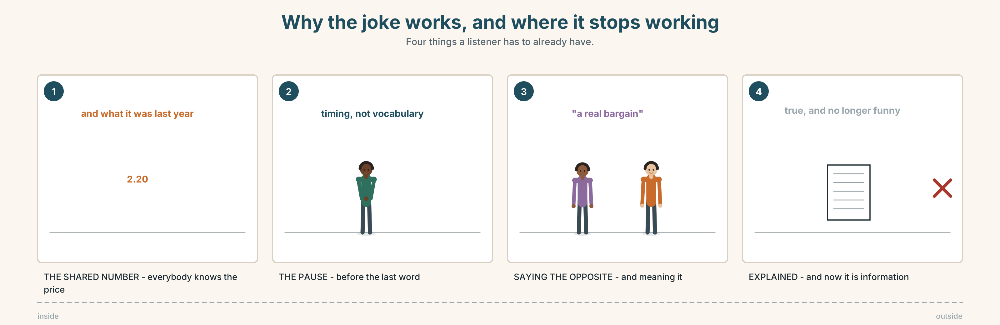 Why the joke works, and where it stops working
Four things a listener has to already have.
1
and what it was last year
2.20
THE SHARED NUMBER - everybody knows the
price
2
timing, not vocabulary
THE PAUSE - before the last word
3
"a real bargain"
SAYING THE OPPOSITE - and meaning it
4
true, and no longer funny
EXPLAINED - and now it is information
inside
outside